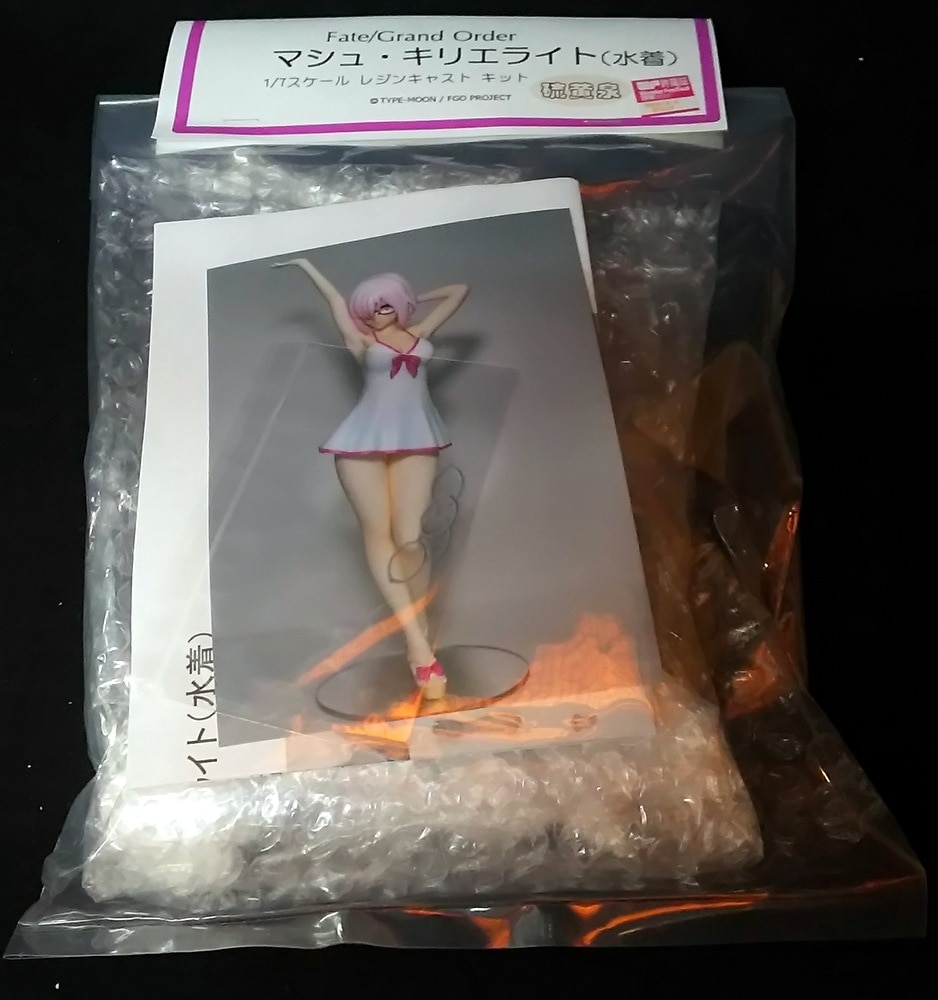 Fate/Grand Order
マシュ・キリエライト(水着)
1/7スケール レジンキャスト キット
硫黄泉
©TYPE-MOON / FGO PROJECT
イト(水着)